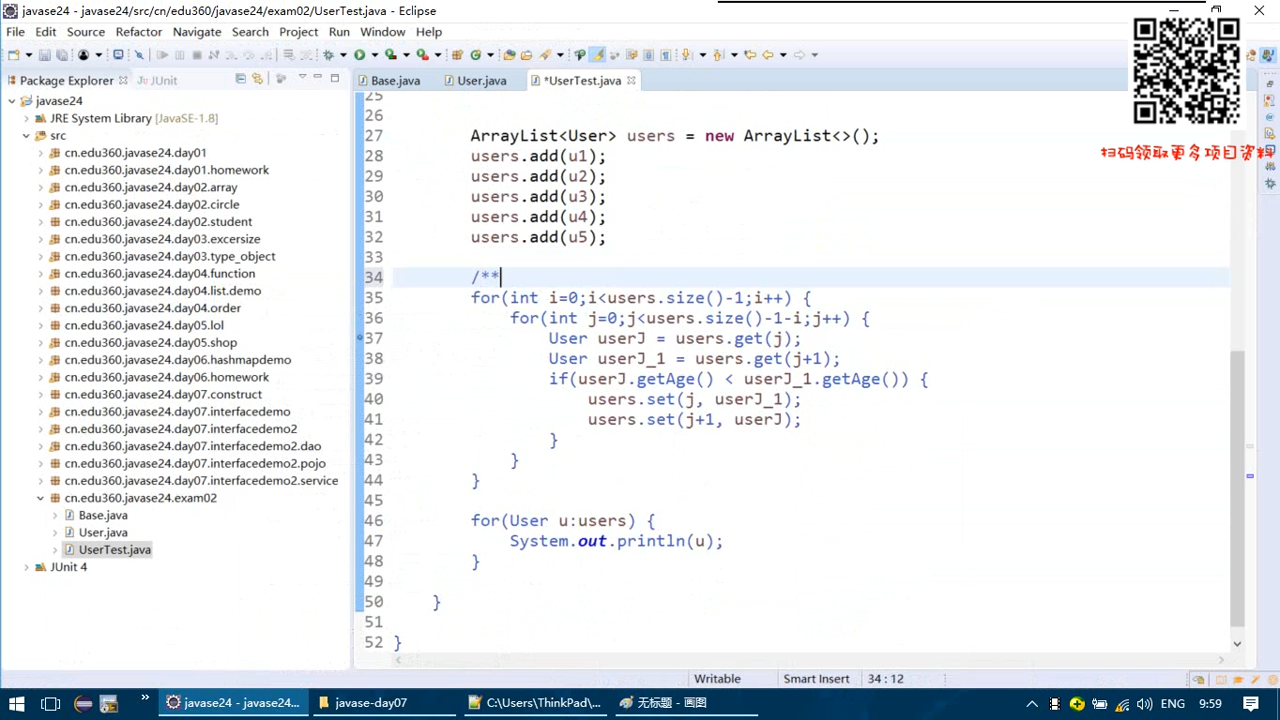 javase24 - javase24/src/cn/edu360/javase24/exam02/UserTest.java - Eclipse
File Edit Source Refactor Navigate Search Project Run Window Help
Package Explorer JUnit
Base.java User.java *UserTest.java
javase24
JRE System Library [JavaSE-1.8]
src
cn.edu360.javase24.day01
cn.edu360.javase24.day01.homework
cn.edu360.javase24.day02.array
cn.edu360.javase24.day02.circle
cn.edu360.javase24.day02.student
cn.edu360.javase24.day03.excersize
cn.edu360.javase24.day03.type_object
cn.edu360.javase24.day04.function
cn.edu360.javase24.day04.list.demo
cn.edu360.javase24.day04.order
cn.edu360.javase24.day05.lol
cn.edu360.javase24.day05.shop
cn.edu360.javase24.day06.hashmapdemo
cn.edu360.javase24.day06.homework
cn.edu360.javase24.day07.construct
cn.edu360.javase24.day07.interfacedemo
cn.edu360.javase24.day07.interfacedemo2
cn.edu360.javase24.day07.interfacedemo2.dao
cn.edu360.javase24.day07.interfacedemo2.pojo
cn.edu360.javase24.day07.interfacedemo2.service
cn.edu360.javase24.exam02
Base.java
User.java
UserTest.java
JUnit 4
25
26
27 ArrayList<User> users = new ArrayList<>();
28 users.add(u1);
29 users.add(u2);
30 users.add(u3);
31 users.add(u4);
32 users.add(u5);
33
34 /**
35 for(int i=0;i<users.size()-1;i++) {
36 for(int j=0;j<users.size()-1-i;j++) {
37 User userJ = users.get(j);
38 User userJ_1 = users.get(j+1);
39 if(userJ.getAge() < userJ_1.getAge()) {
40 users.set(j, userJ_1);
41 users.set(j+1, userJ);
42 }
43 }
44 }
45
46 for(User u:users) {
47 System.out.println(u);
48 }
49
50 }
51
52 }
扫码领取更多项目资料
Writable Smart Insert 34 : 12
javase24 - javase24... javase-day07 C:\Users\ThinkPad/... 无标题 - 画图 ENG 9:59